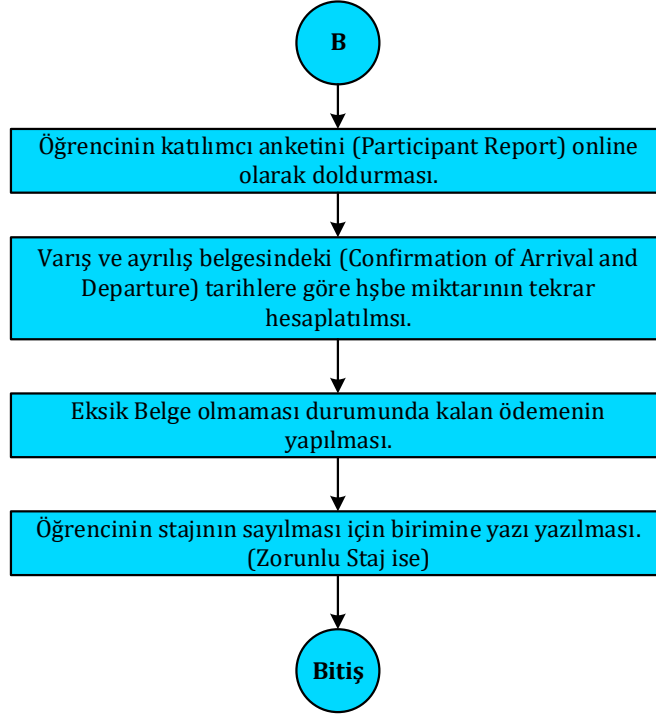 B
Öğrencinin katılımcı anketini (Participant Report) online
olarak doldurması.
Varış ve ayrılış belgesindeki (Confirmation of Arrival and
Departure) tarihlere göre hşbe miktarının tekrar
hesaplatılmsı.
Eksik Belge olmaması durumunda kalan ödemenin
yapılması.
Öğrencinin stajının sayılması için birimine yazı yazılması.
(Zorunlu Staj ise)
Bitiş